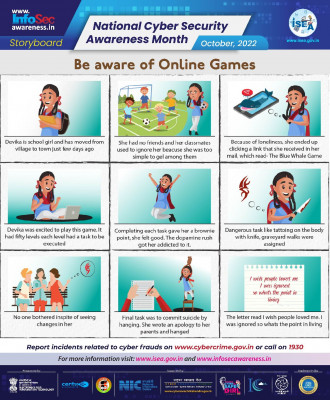 www.
InfoSec
awareness.in
Storyboard
National Cyber Security
Awareness Month
October, 2022
ISEA
www.isea.gov.in
Be aware of Online Games
Devika is school girl and has moved from
village to town just few days ago
She had no friends and her classmates
used to ignore her because she was too
simple to gel among them
Because of loneliness, she ended up
clicking a link that she received in her
mail, which read- The Blue Whale Game
Devika was excited to play this game. It
had fifty levels each level had a task to be
executed
Completing each task gave her a brownie
point, she felt good. The dopamine rush
got her addicted to it.
Dangerous task like tattooing on the body
with knife, graveyard walks were
assigned
No one bothered inspite of seeing
changes in her
Final task was to commit suicide by
hanging. She wrote an apology to her
parents and hanged
I wish people loved me
I was ignored
so whats the point in
living
The letter read I wish people loved me. I
was ignored so whats the point in living
Report incidents related to cyber frauds on www.cybercrime.gov.in or call on 1930
For more information visit: www.isea.gov.in and www.infosecawareness.in
NIC